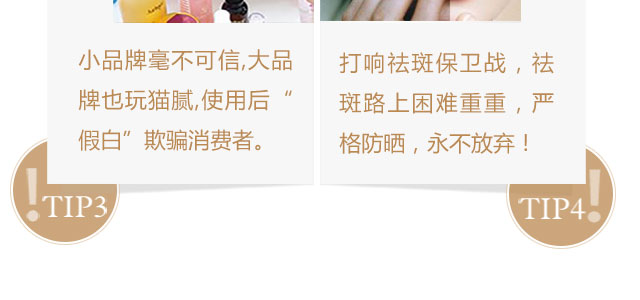 小品牌毫不可信,大品
牌也玩猫腻,使用后“
假白”欺骗消费者。
!TIP3
打响祛斑保卫战，祛
斑路上困难重重，严
格防晒，永不放弃！
TIP4!